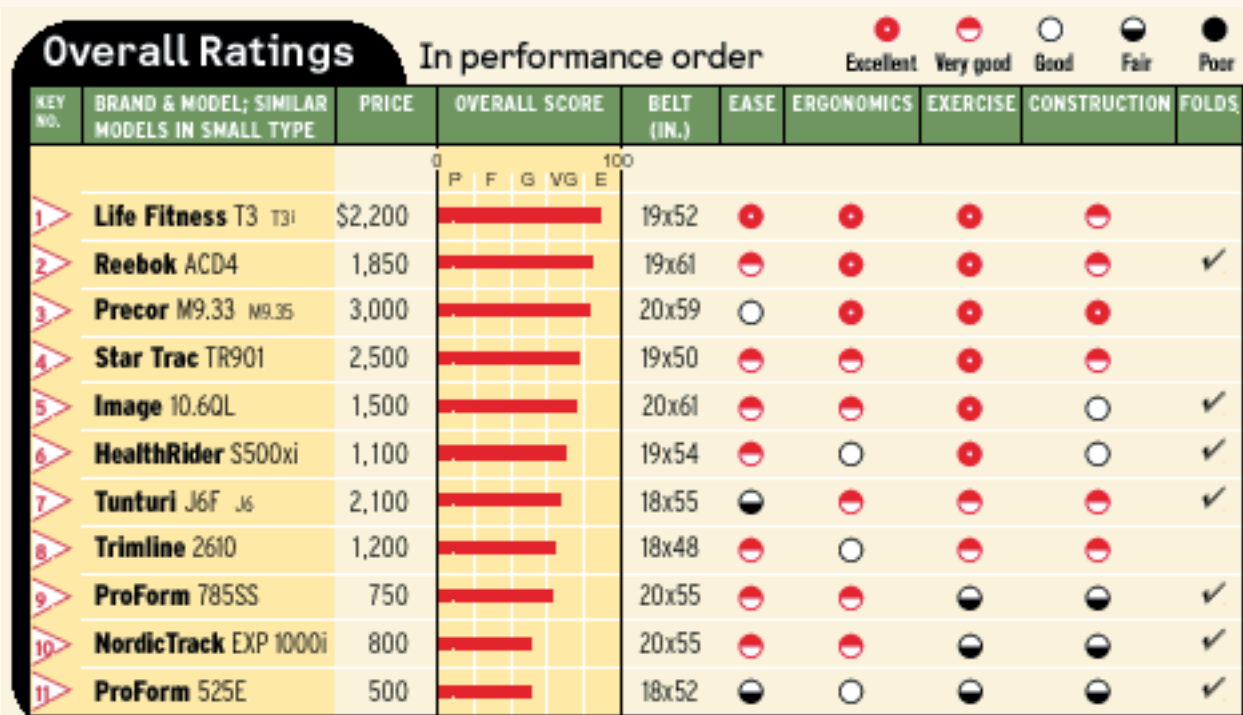 Overall Ratings In performance order
Excellent Very good Good Fair Poor
KEY NO. BRAND & MODEL; SIMILAR MODELS IN SMALL TYPE PRICE OVERALL SCORE BELT (IN.) EASE ERGONOMICS EXERCISE CONSTRUCTION FOLDS
0 100
P F G VG E
1 Life Fitness T3 T3i $2,200 19x52
2 Reebok ACD4 1,850 19x61
3 Precor M9.33 M9.35 3,000 20x59
4 Star Trac TR901 2,500 19x50
5 Image 10.6QL 1,500 20x61
6 HealthRider S500xi 1,100 19x54
7 Tunturi J6F J6 2,100 18x55
8 Trimline 2610 1,200 18x48
9 ProForm 785SS 750 20x55
10 NordicTrack EXP 1000i 800 20x55
11 ProForm 525E 500 18x52